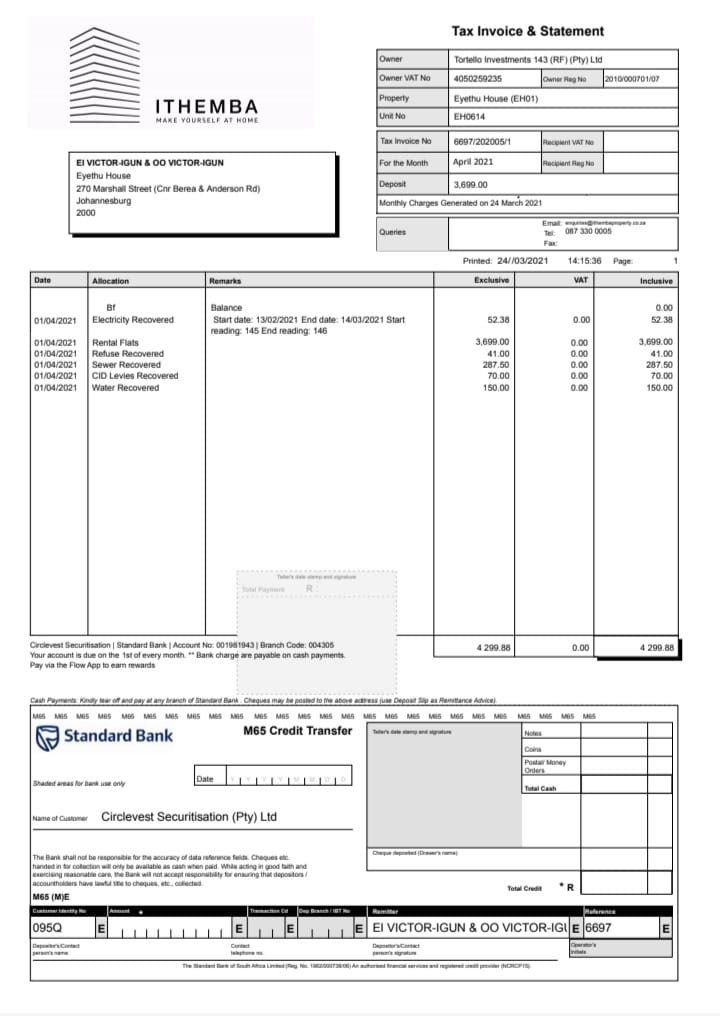 Tax Invoice & Statement
ITHEMBA
MAKE YOURSELF AT HOME
Owner Tortello Investments 143 (RF) (Pty) Ltd
Owner VAT No 4050259235 Owner Reg No 2010/000701/07
Property Eyethu House (EH01)
Unit No EH0614
Tax Invoice No 6697/202005/1 Recipient VAT No
For the Month April 2021 Recipient Reg No
Deposit 3,699.00
Monthly Charges Generated on 24 March 2021
Queries Email: enquiries@ithembaproperty.co.za
Tel: 087 330 0005
Fax:
EI VICTOR-IGUN & OO VICTOR-IGUN
Eyethu House
270 Marshall Street (Cnr Berea & Anderson Rd)
Johannesburg
2000
Printed: 24//03/2021 14:15:36 Page: 1
Date Allocation Remarks Exclusive VAT Inclusive
Bf Balance 0.00
01/04/2021 Electricity Recovered Start date: 13/02/2021 End date: 14/03/2021 Start 52.38 0.00 52.38
reading: 145 End reading: 146
01/04/2021 Rental Flats 3,699.00 0.00 3,699.00
01/04/2021 Refuse Recovered 41.00 0.00 41.00
01/04/2021 Sewer Recovered 287.50 0.00 287.50
01/04/2021 CID Levies Recovered 70.00 0.00 70.00
01/04/2021 Water Recovered 150.00 0.00 150.00
Teller's date stamp and signature
Total Payment R :
Circlevest Securitisation | Standard Bank | Account No: 001981943 | Branch Code: 004305
Your account is due on the 1st of every month. ** Bank charge are payable on cash payments.
Pay via the Flow App to earn rewards
4 299.88 0.00 4 299.88
Cash Payments: Kindly tear off and pay at any branch of Standard Bank . Cheques may be posted to the above address (use Deposit Slip as Remittance Advice).
M65 M65 M65 M65 M65 M65 M65 M65 M65 M65 M65 M65 M65 M65 M65 M65 M65 M65 M65 M65 M65 M65 M65 M65 M65 M65
Standard Bank M65 Credit Transfer
Teller's date stamp and signature
Notes
Coins
Postal/ Money
Orders
Total Cash
Date Y Y Y Y M M D D
Shaded areas for bank use only
Name of Customer Circlevest Securitisation (Pty) Ltd
Cheque deposited (Drawer's name)
The Bank shall not be responsible for the accuracy of data reference fields. Cheques etc.
handed in for collection will only be available as cash when paid. While acting in good faith and
exercising reasonable care, the Bank will not accept responsibility for ensuring that depositors /
accountholders have lawful title to cheques, etc., collected.
Total Credit * R
M65 (M)E
Customer Identity No Amount Transaction Cd Dep Branch / IBT No Remitter Reference
095Q E E E E EI VICTOR-IGUN & OO VICTOR-IGU E 6697 E
Depositor's/Contact
person's name
Contact
telephone no.
Depositor's/Contact
person's signature
Operator's
initials
The Standard Bank of South Africa Limited (Reg. No. 1962/000738/06) An authorised financial services and registered credit provider (NCRCP15)